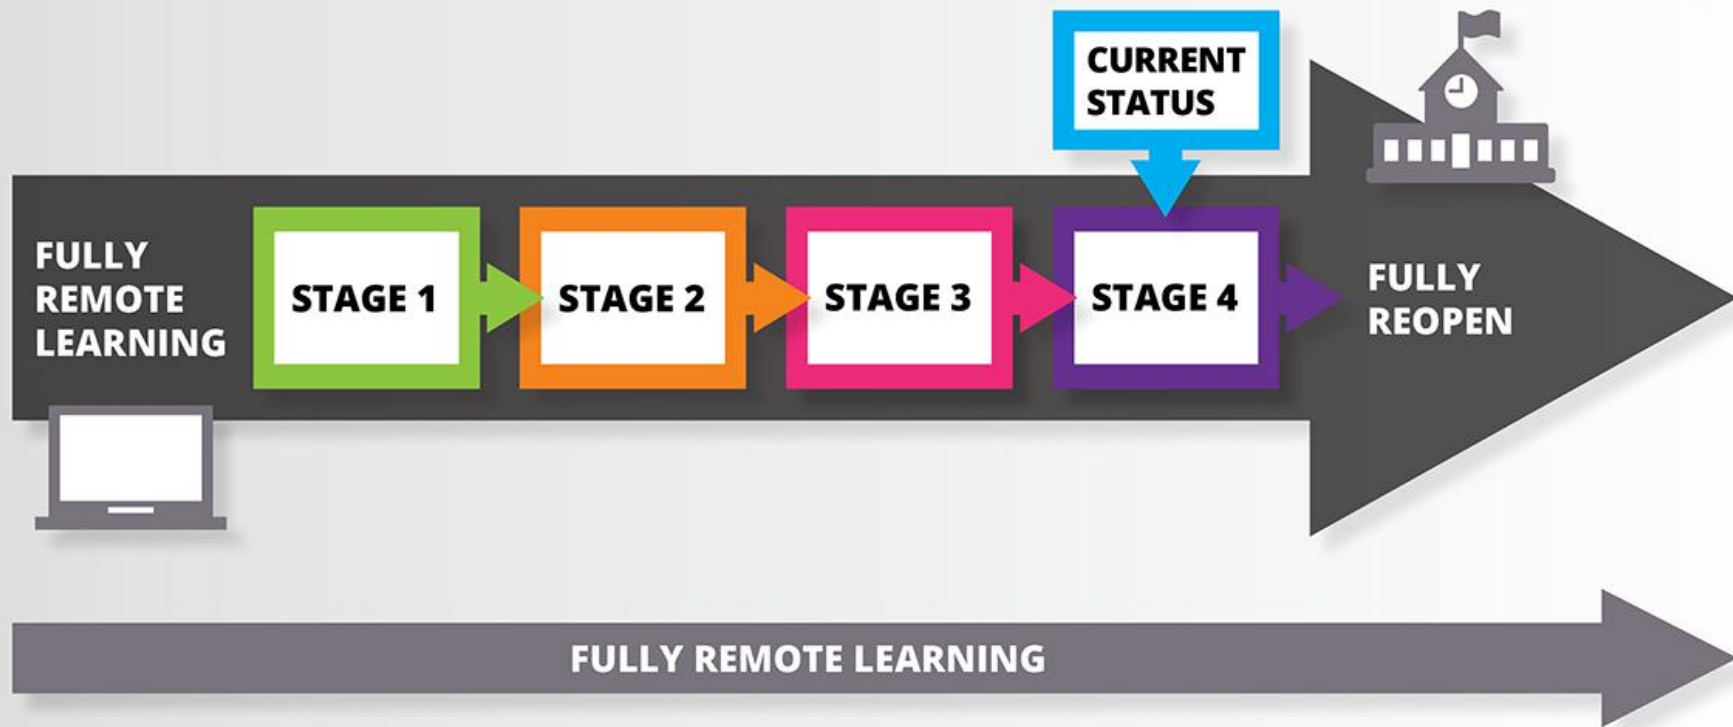 CURRENT
STATUS
FULLY
REMOTE
LEARNING
STAGE 1
STAGE 2
STAGE 3
STAGE 4
FULLY
REOPEN
FULLY REMOTE LEARNING